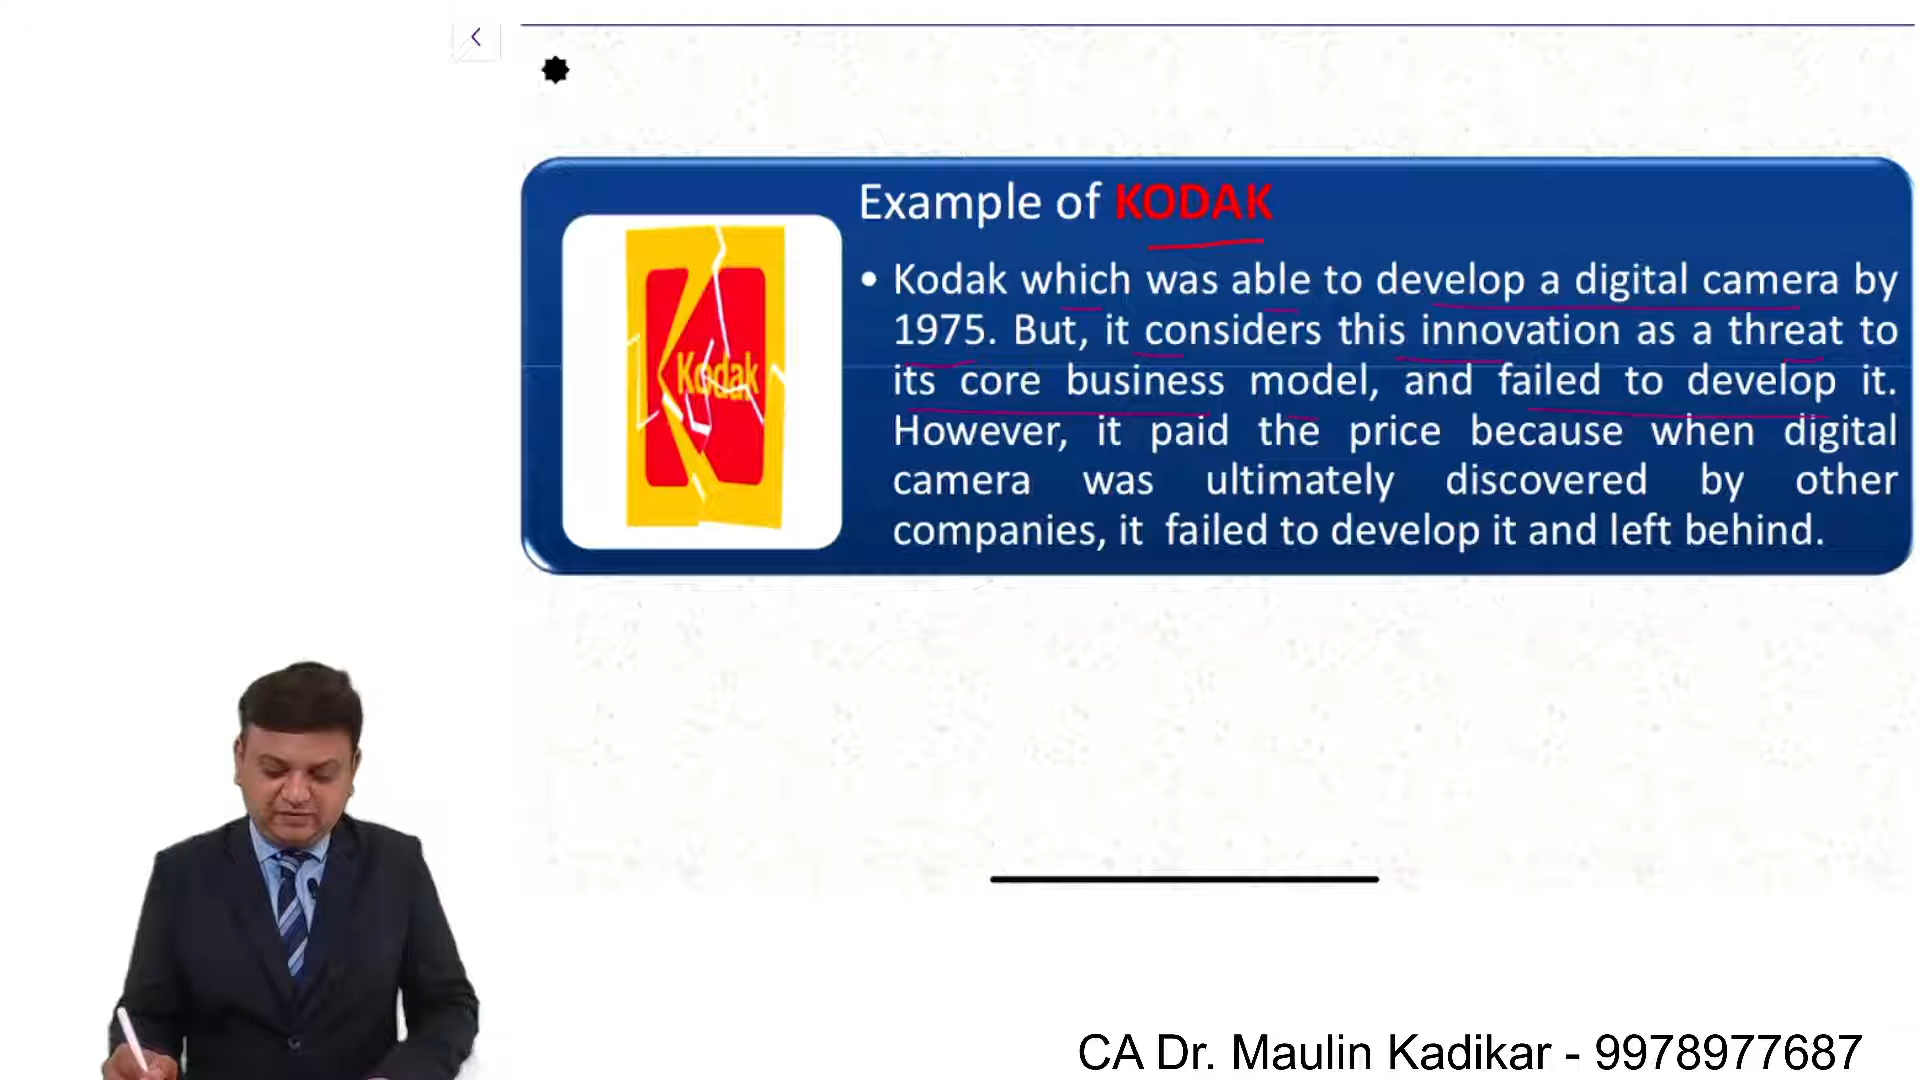 Example of KODAK
• Kodak which was able to develop a digital camera by
1975. But, it considers this innovation as a threat to
its core business model, and failed to develop it.
However, it paid the price because when digital
camera was ultimately discovered by other
companies, it failed to develop it and left behind.
Kodak
CA Dr. Maulin Kadikar - 9978977687